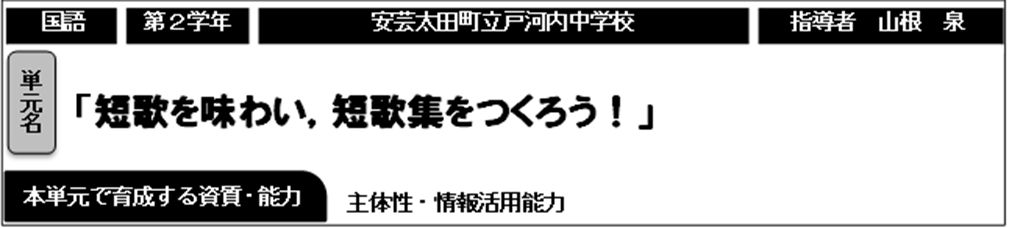 国語 第2学年 安芸太田町立戸河内中学校 指導者 山根 泉
単元名
「短歌を味わい,短歌集をつくろう!」
本単元で育成する資質・能力 主体性・情報活用能力